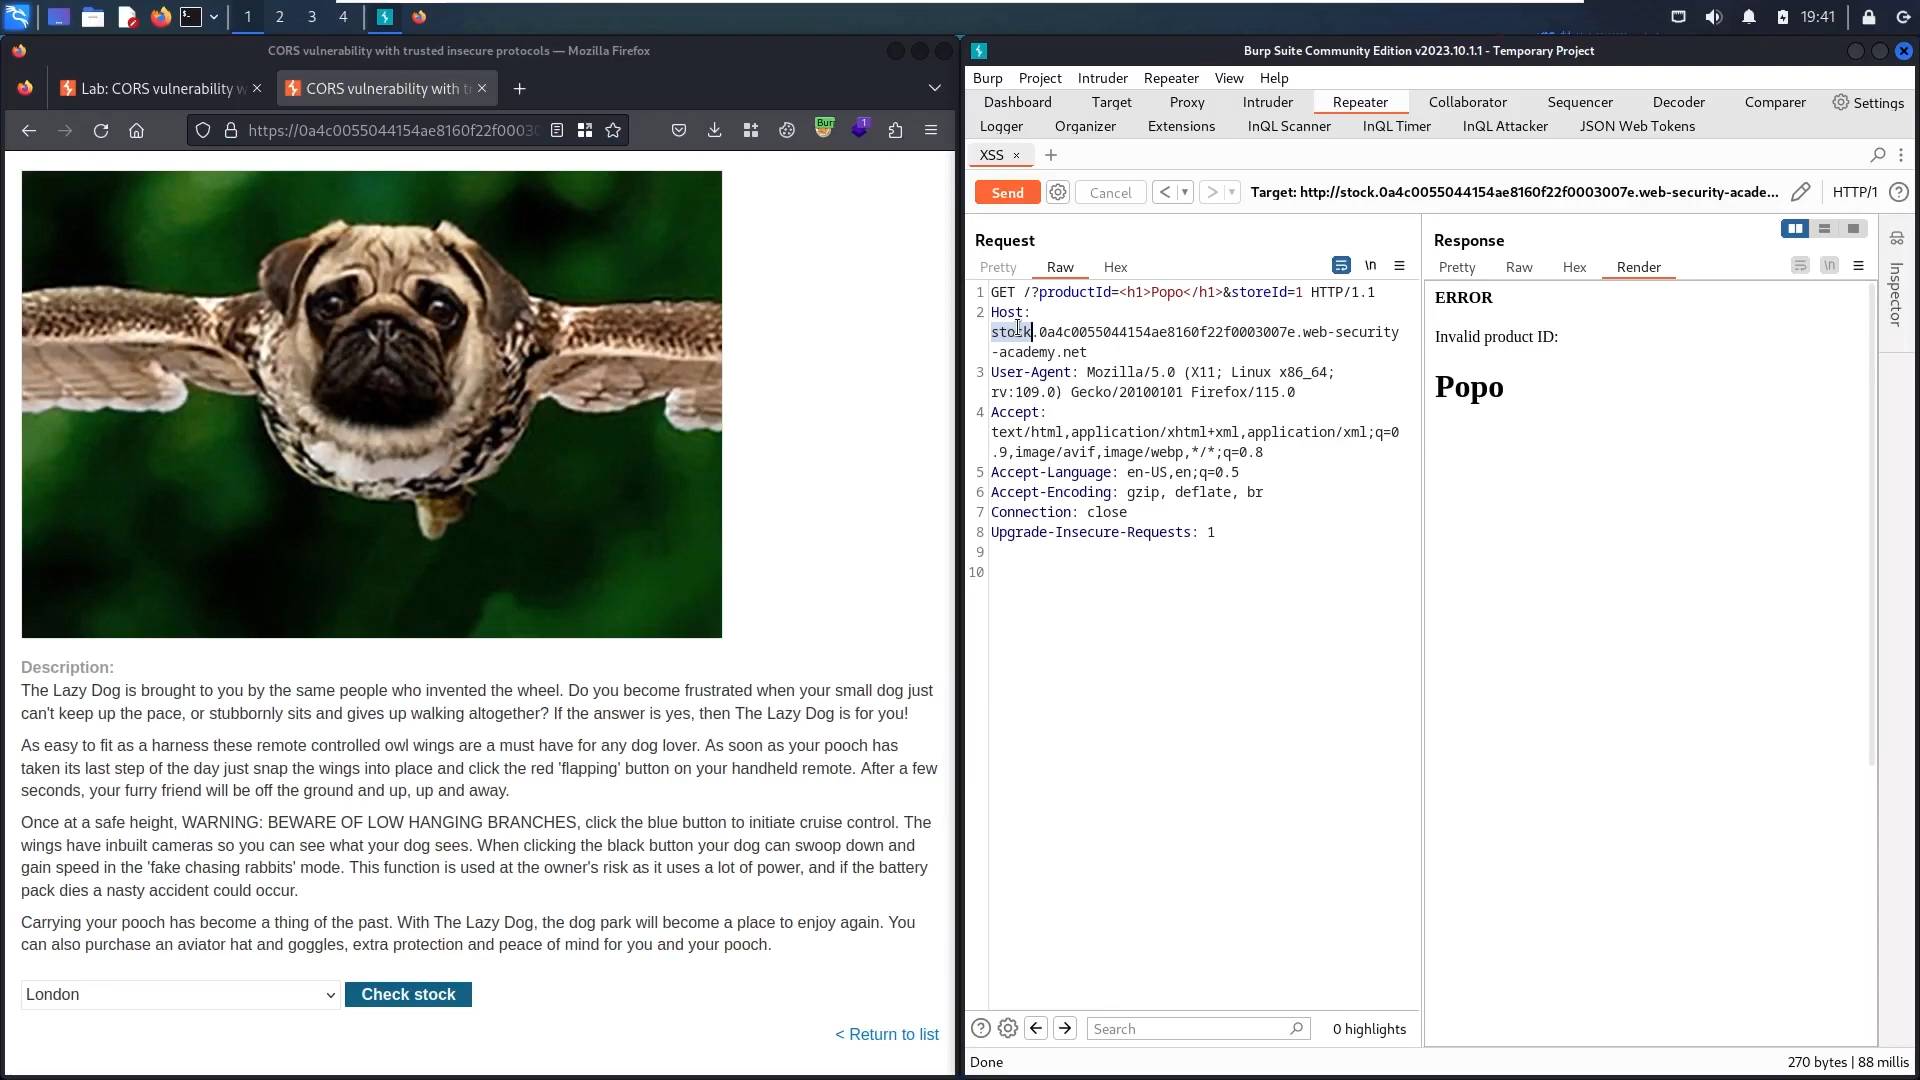 1 2 3 4
19:41
CORS vulnerability with trusted insecure protocols — Mozilla Firefox
Lab: CORS vulnerability w
CORS vulnerability with t
https://0a4c0055044154ae8160f22f0003
Description:
The Lazy Dog is brought to you by the same people who invented the wheel. Do you become frustrated when your small dog just
can't keep up the pace, or stubbornly sits and gives up walking altogether? If the answer is yes, then The Lazy Dog is for you!
As easy to fit as a harness these remote controlled owl wings are a must have for any dog lover. As soon as your pooch has
taken its last step of the day just snap the wings into place and click the red 'flapping' button on your handheld remote. After a few
seconds, your furry friend will be off the ground and up, up and away.
Once at a safe height, WARNING: BEWARE OF LOW HANGING BRANCHES, click the blue button to initiate cruise control. The
wings have inbuilt cameras so you can see what your dog sees. When clicking the black button your dog can swoop down and
gain speed in the 'fake chasing rabbits' mode. This function is used at the owner's risk as it uses a lot of power, and if the battery
pack dies a nasty accident could occur.
Carrying your pooch has become a thing of the past. With The Lazy Dog, the dog park will become a place to enjoy again. You
can also purchase an aviator hat and goggles, extra protection and peace of mind for you and your pooch.
London
Check stock
< Return to list
Burp Suite Community Edition v2023.10.1.1 - Temporary Project
Burp Project Intruder Repeater View Help
Dashboard Target Proxy Intruder Repeater Collaborator Sequencer Decoder Comparer Settings
Logger Organizer Extensions InQL Scanner InQL Timer InQL Attacker JSON Web Tokens
XSS × +
Send Cancel Target: http://stock.0a4c0055044154ae8160f22f0003007e.web-security-acade... HTTP/1
Request
Pretty Raw Hex \n
1 GET /?productId=<h1>Popo</h1>&storeId=1 HTTP/1.1
2 Host:
stock.0a4c0055044154ae8160f22f0003007e.web-security
-academy.net
3 User-Agent: Mozilla/5.0 (X11; Linux x86_64;
rv:109.0) Gecko/20100101 Firefox/115.0
4 Accept:
text/html,application/xhtml+xml,application/xml;q=0
.9,image/avif,image/webp,*/*;q=0.8
5 Accept-Language: en-US,en;q=0.5
6 Accept-Encoding: gzip, deflate, br
7 Connection: close
8 Upgrade-Insecure-Requests: 1
9
10
Search
0 highlights
Response
Pretty Raw Hex Render \n
ERROR
Invalid product ID:
Popo
Inspector
Done
270 bytes | 88 millis